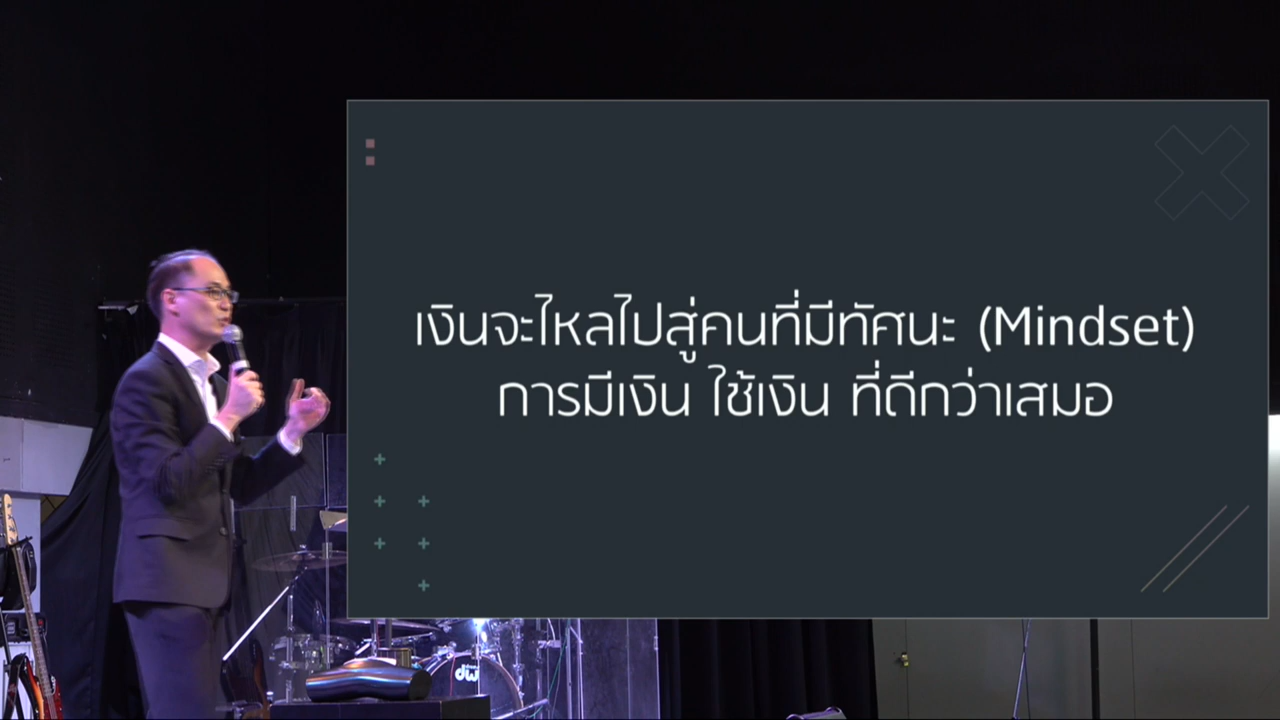 เงินจะไหลไปสู่คนที่มีทัศนะ (Mindset)
การมีเงิน ใช้เงิน ที่ดีกว่าเสมอ
dw